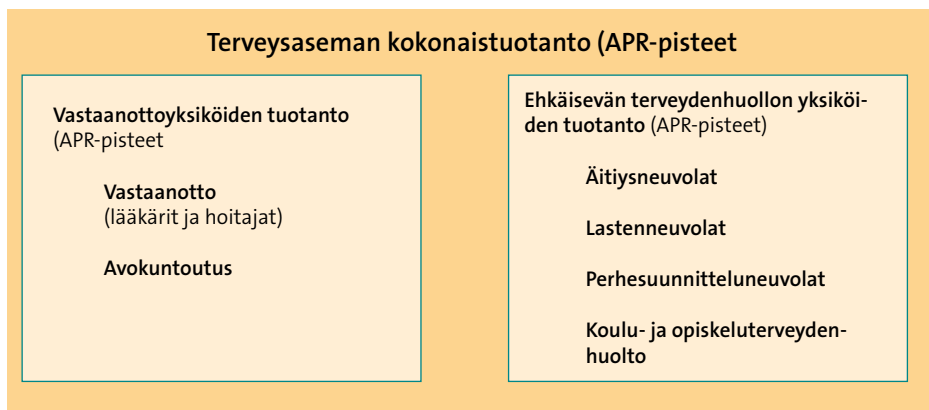 Terveysaseman kokonaistuotanto (APR-pisteet
Vastaanottoyksiköiden tuotanto
(APR-pisteet
Vastaanotto
(lääkärit ja hoitajat)
Avokuntoutus
Ehkäisevän terveydenhuollon yksiköi-
den tuotanto (APR-pisteet)
Äitiysneuvolat
Lastenneuvolat
Perhesuunnitteluneuvolat
Koulu- ja opiskeluterveyden-
huolto